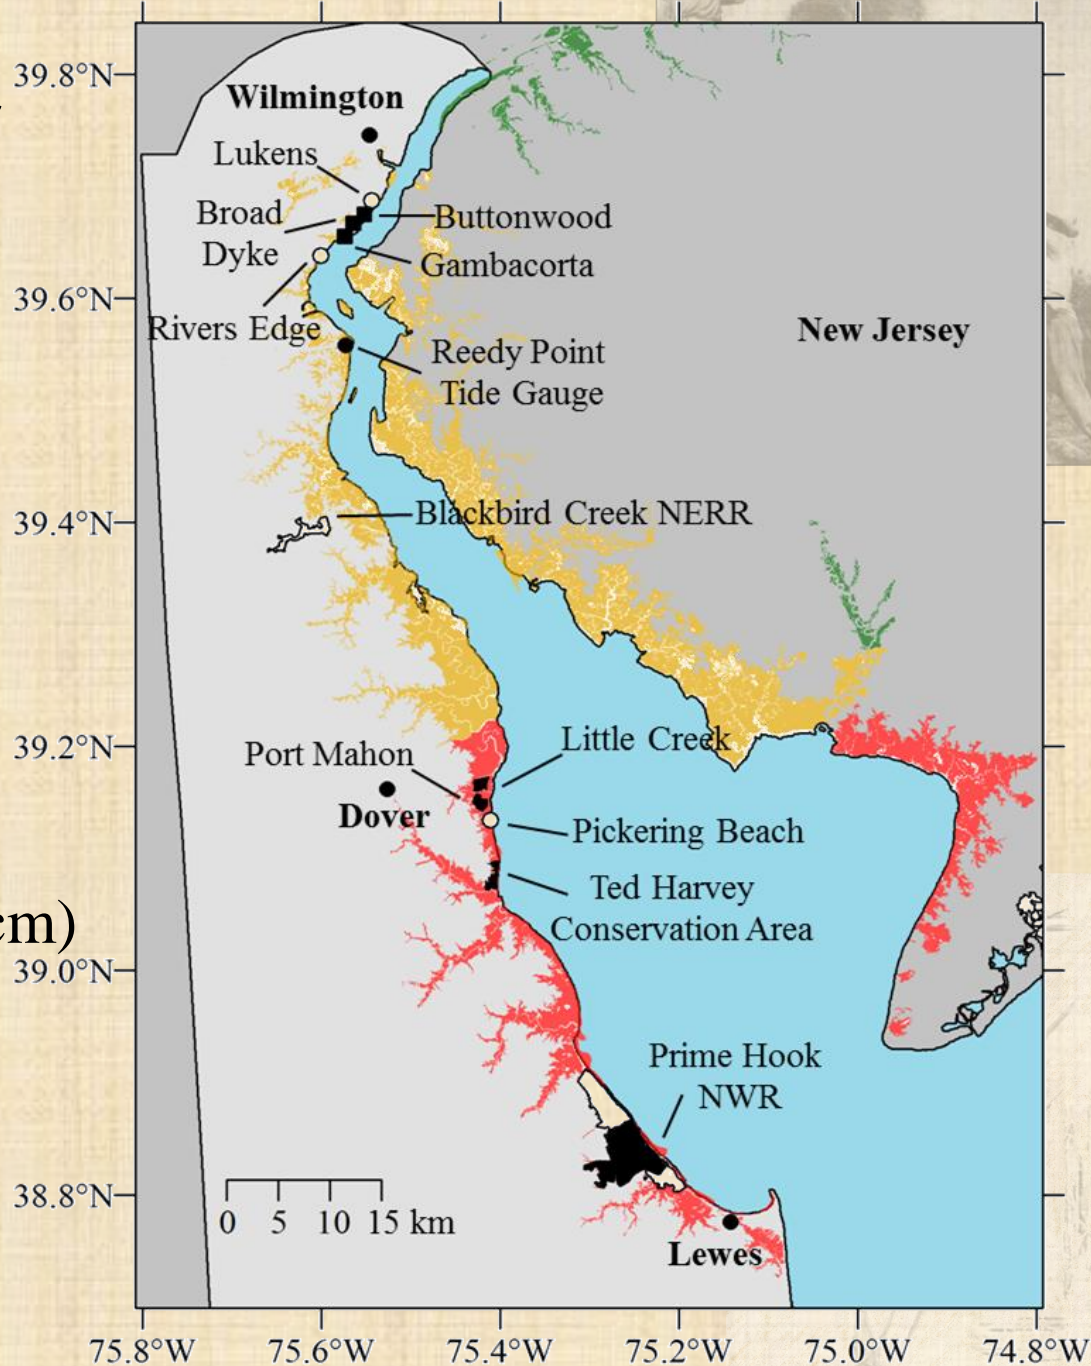 39.8°N
Wilmington
Lukens
Broad
Dyke
Buttonwood
Gambacorta
39.6°N
Rivers Edge
New Jersey
Reedy Point
Tide Gauge
39.4°N
Blackbird Creek NERR
39.2°N
Port Mahon
Little Creek
Dover
Pickering Beach
Ted Harvey
Conservation Area
cm)
39.0°N
Prime Hook
NWR
38.8°N
0 5 10 15 km
Lewes
75.8°W 75.6°W 75.4°W 75.2°W 75.0°W 74.8°W